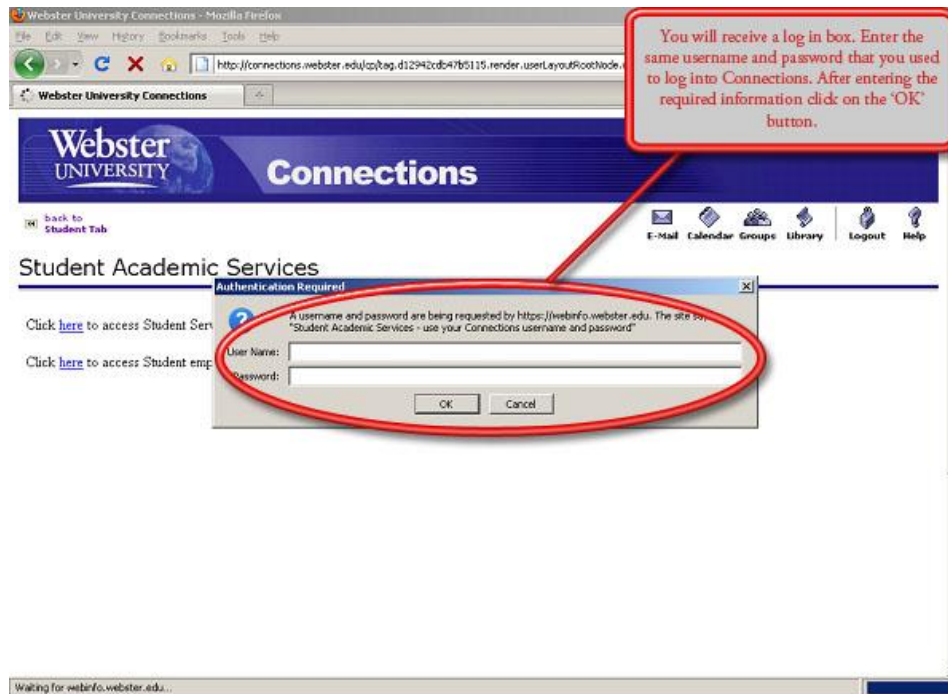 Webster University Connections - Mozilla Firefox
File Edit View History Bookmarks Tools Help
http://connections.webster.edu/cp/tag.d12942cdb47b5115.render.userLayoutRootNode.
Webster University Connections
You will receive a log in box. Enter the
same username and password that you used
to log into Connections. After entering the
required information click on the ‘OK’
button.
Webster
UNIVERSITY
Connections
back to
Student Tab
E-Mail Calendar Groups Library Logout Help
Student Academic Services
Authentication Required
A username and password are being requested by https://webinfo.webster.edu. The site
"Student Academic Services - use your Connections username and password"
Click here to access Student Serv
User Name:
Click here to access Student emp
Password:
OK Cancel
Waiting for webinfo.webster.edu...